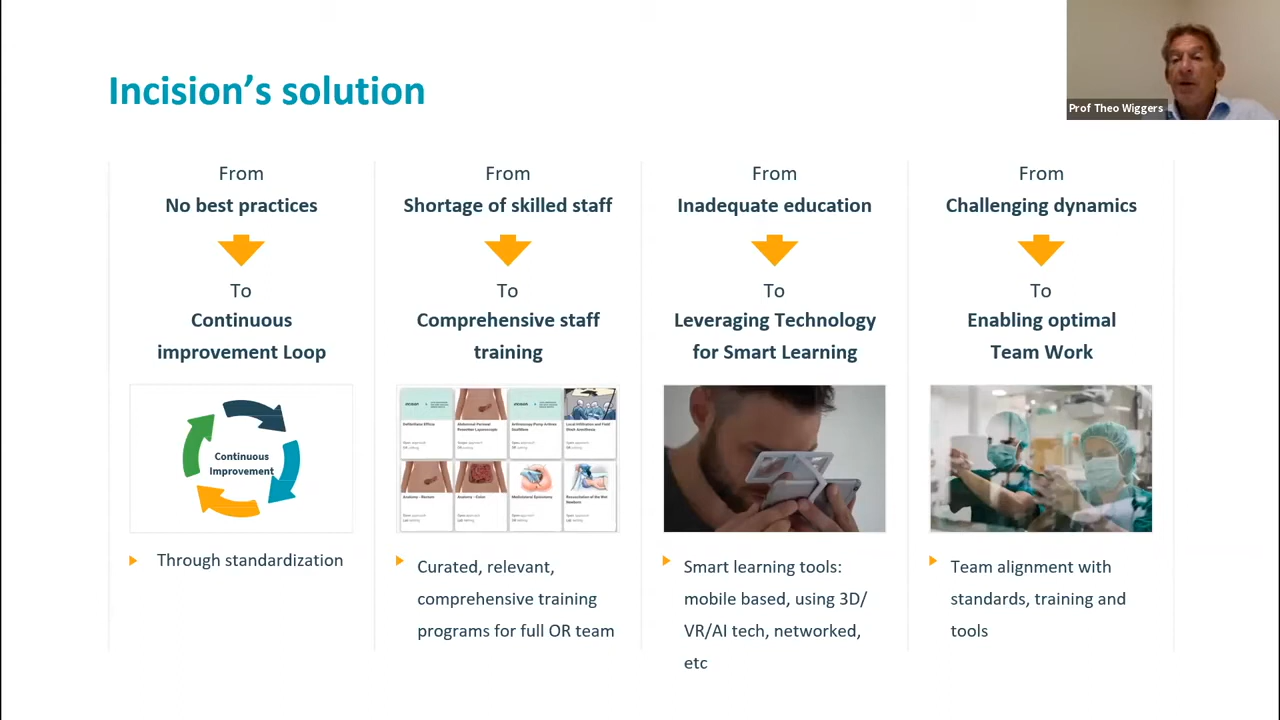 Incision's solution
Prof Theo Wiggers
From
No best practices
To
Continuous
improvement Loop
Continuous
Improvement
Through standardization
From
Shortage of skilled staff
To
Comprehensive staff
training
Curated, relevant,
comprehensive training
programs for full OR team
From
Inadequate education
To
Leveraging Technology
for Smart Learning
Smart learning tools:
mobile based, using 3D/
VR/AI tech, networked,
etc
From
Challenging dynamics
To
Enabling optimal
Team Work
Team alignment with
standards, training and
tools